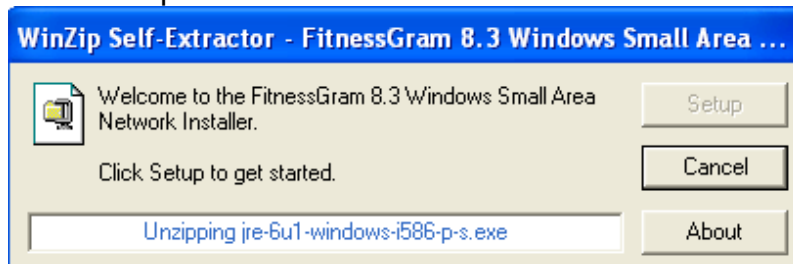 WinZip Self-Extractor - FitnessGram 8.3 Windows Small Area ...
Welcome to the FitnessGram 8.3 Windows Small Area
Network Installer.
Click Setup to get started.
Setup
Cancel
Unzipping jre-6u1-windows-i586-p-s.exe
About